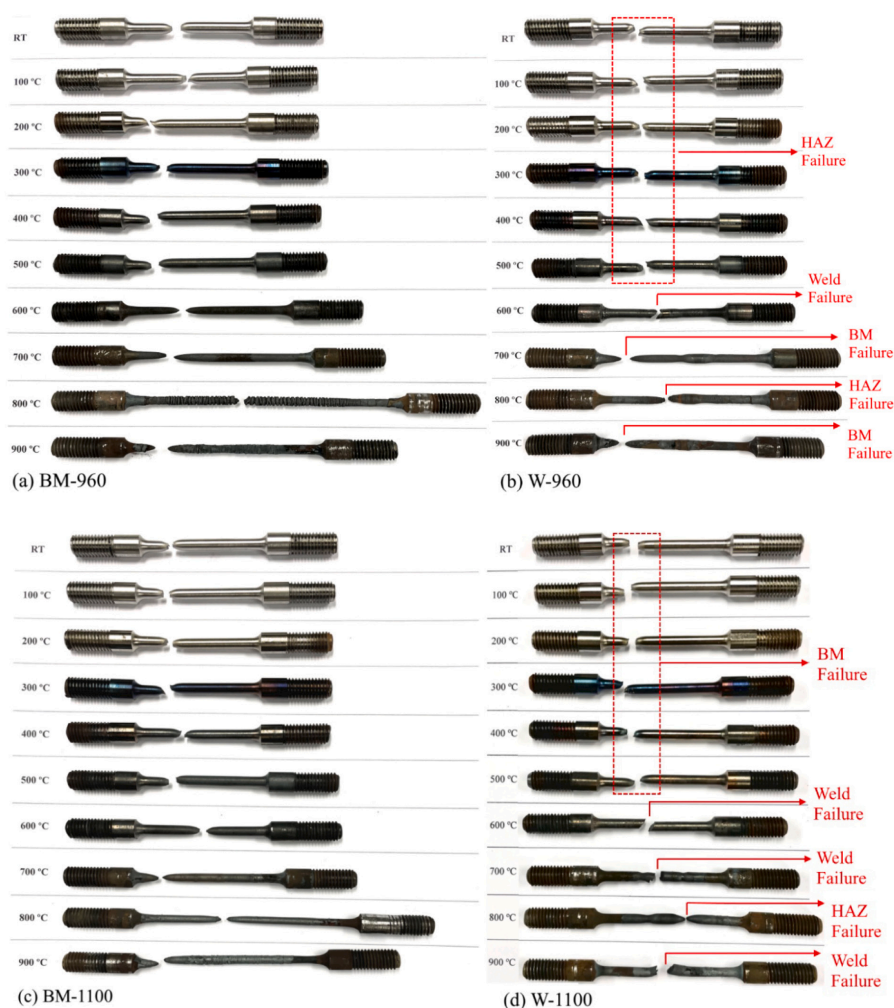 RT
100 °C
200 °C
300 °C
400 °C
500 °C
600 °C
700 °C
800 °C
900 °C
(a) BM-960
RT
100 °C
200 °C
HAZ
Failure
300 °C
400 °C
500 °C
Weld
Failure
600 °C
BM
Failure
700 °C
HAZ
Failure
800 °C
BM
Failure
900 °C
(b) W-960
RT
100 °C
200 °C
300 °C
400 °C
500 °C
600 °C
700 °C
800 °C
900 °C
(c) BM-1100
RT
100 °C
200 °C
BM
Failure
300 °C
400 °C
500 °C
Weld
Failure
600 °C
Weld
Failure
700 °C
HAZ
Failure
800 °C
Weld
Failure
900 °C
(d) W-1100